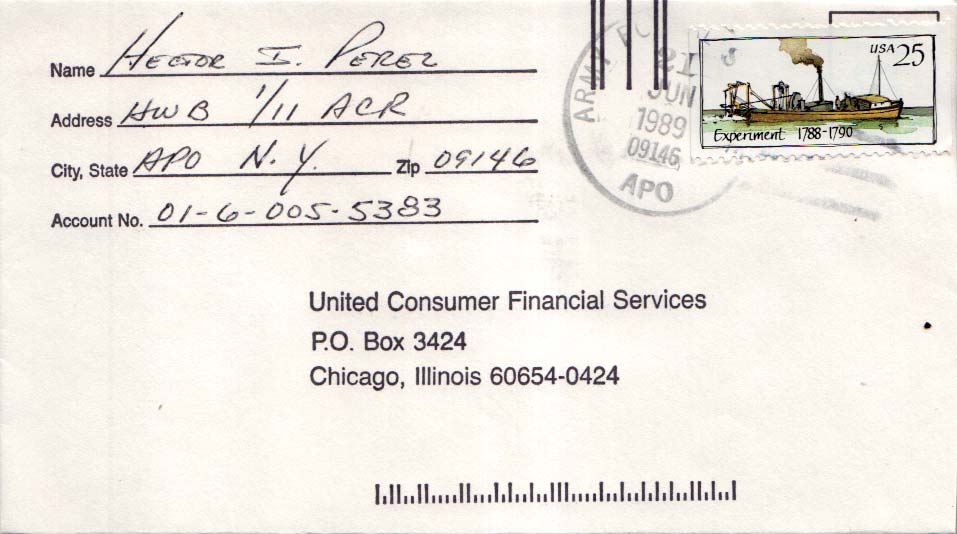 Name Hector I. Perez
Address HWB 1/11 ACR
City, State APO N.Y. Zip 09146
Account No. 01-6-005-5383
ARMY
21
JUN
1989
09146
APO
USA 25
Experiment 1788-1790
United Consumer Financial Services
P.O. Box 3424
Chicago, Illinois 60654-0424